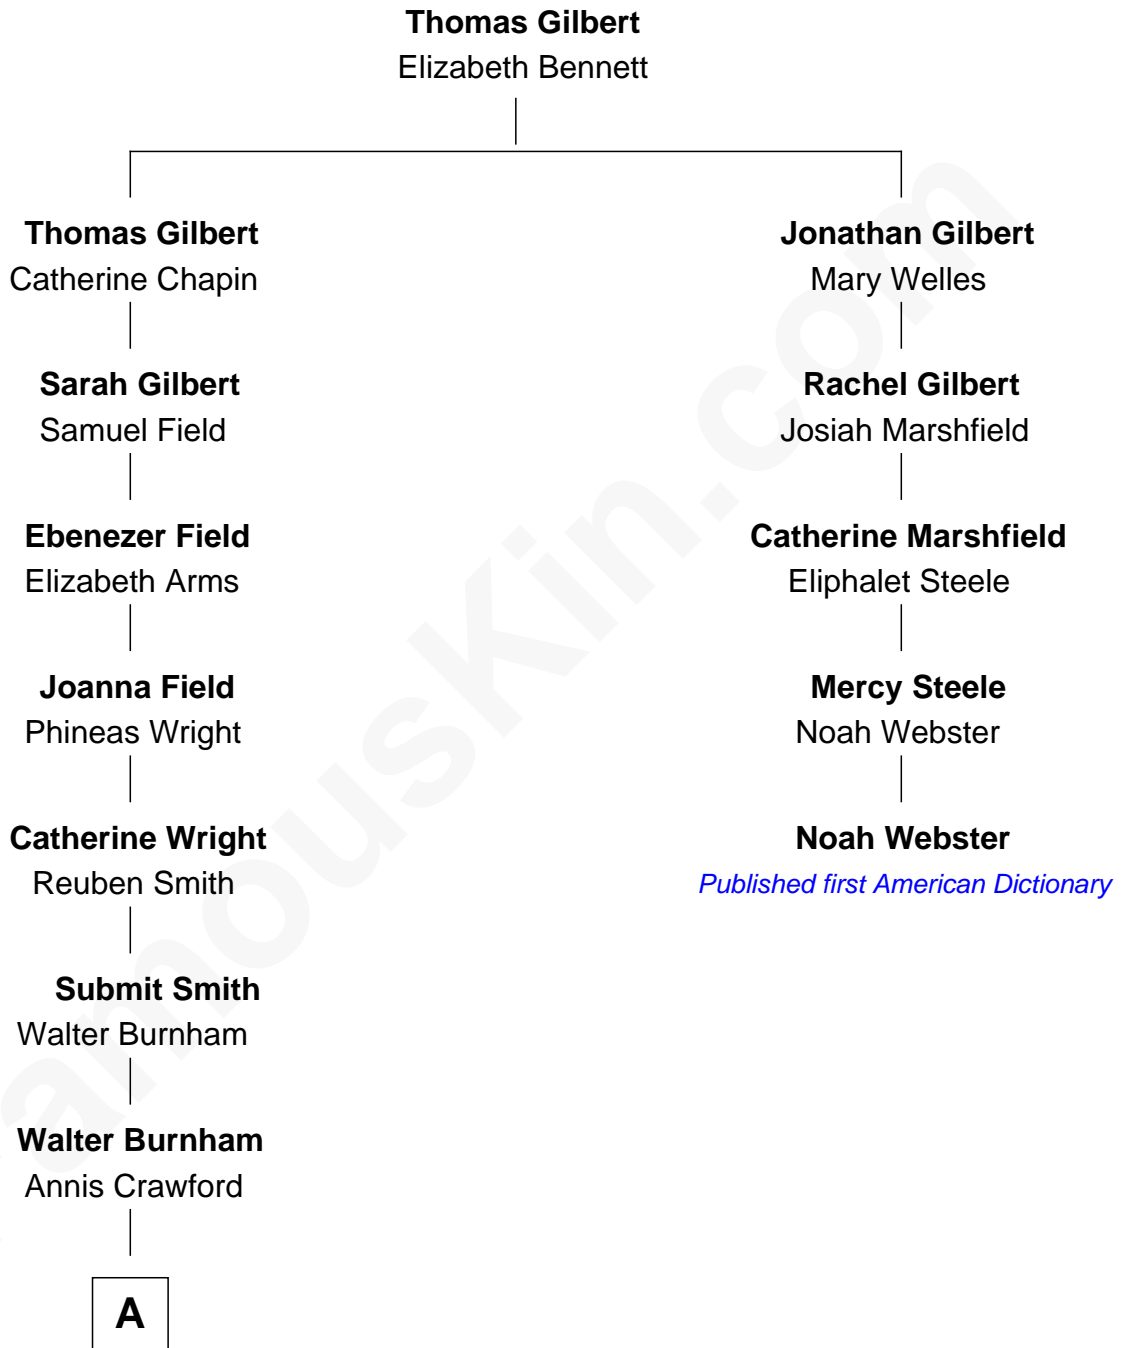 Thomas Gilbert
Elizabeth Bennett
Thomas Gilbert
Catherine Chapin
Sarah Gilbert
Samuel Field
Ebenezer Field
Elizabeth Arms
Joanna Field
Phineas Wright
Catherine Wright
Reuben Smith
Submit Smith
Walter Burnham
Walter Burnham
Annis Crawford
A
Jonathan Gilbert
Mary Welles
Rachel Gilbert
Josiah Marshfield
Catherine Marshfield
Eliphalet Steele
Mercy Steele
Noah Webster
Noah Webster
Published first American Dictionary
amousKin.com